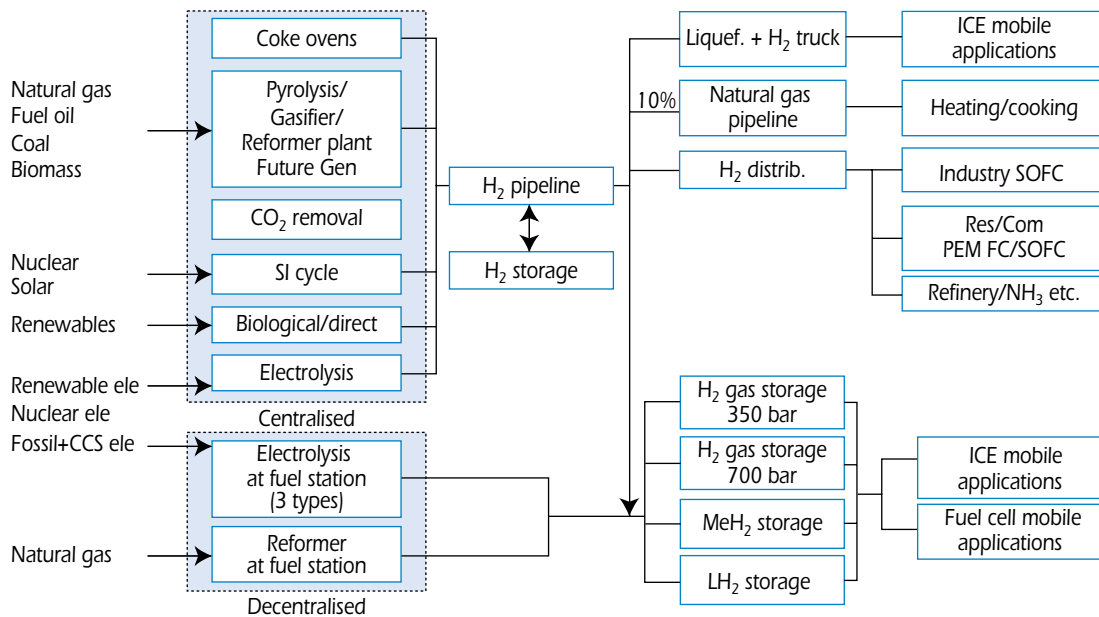 Natural gas
Fuel oil
Coal
Biomass
Nuclear
Solar
Renewables
Renewable ele
Nuclear ele
Fossil+CCS ele
Natural gas
Coke ovens
Pyrolysis/
Gasifier/
Reformer plant
Future Gen
CO₂ removal
SI cycle
Biological/direct
Electrolysis
Centralised
Electrolysis
at fuel station
(3 types)
Reformer
at fuel station
Decentralised
H₂ pipeline
H₂ storage
Liquef. + H₂ truck
10%
Natural gas
pipeline
H₂ distrib.
ICE mobile
applications
Heating/cooking
Industry SOFC
Res/Com
PEM FC/SOFC
Refinery/NH₃ etc.
H₂ gas storage
350 bar
H₂ gas storage
700 bar
MeH₂ storage
LH₂ storage
ICE mobile
applications
Fuel cell mobile
applications